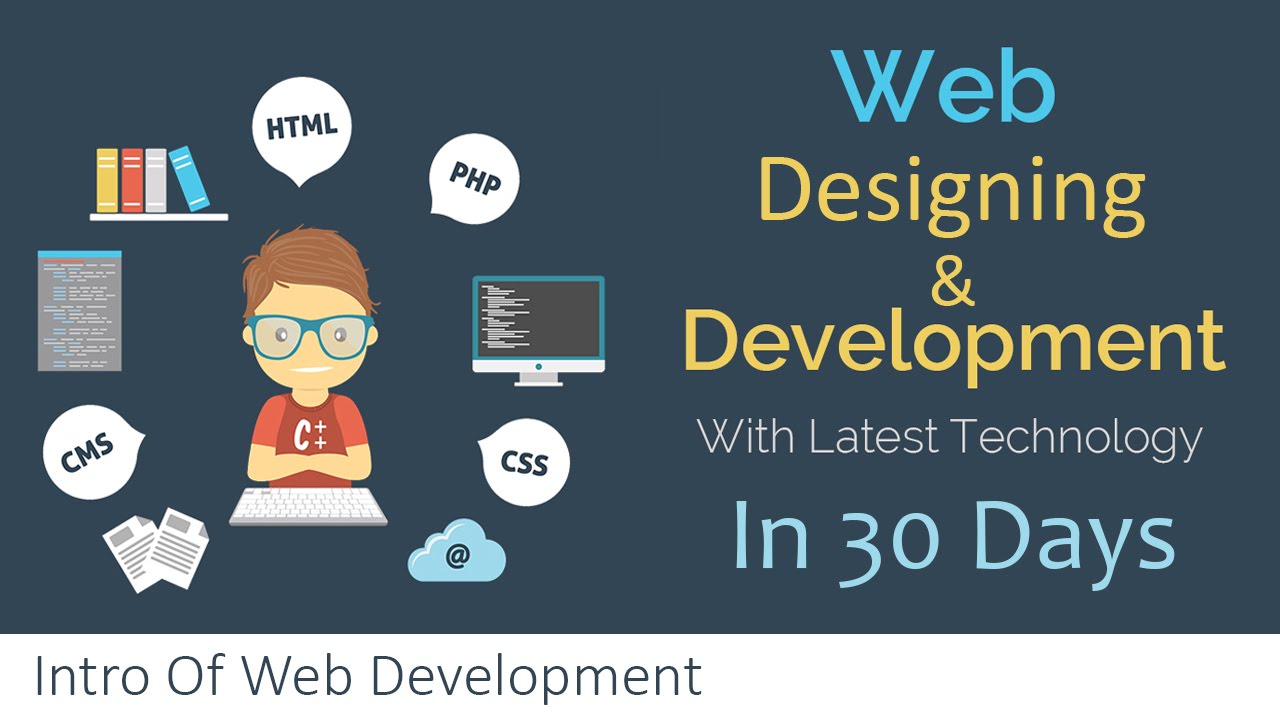 HTML
PHP
CMS
C++
CSS
@
Web
Designing
&
Development
With Latest Technology
In 30 Days
Intro Of Web Development